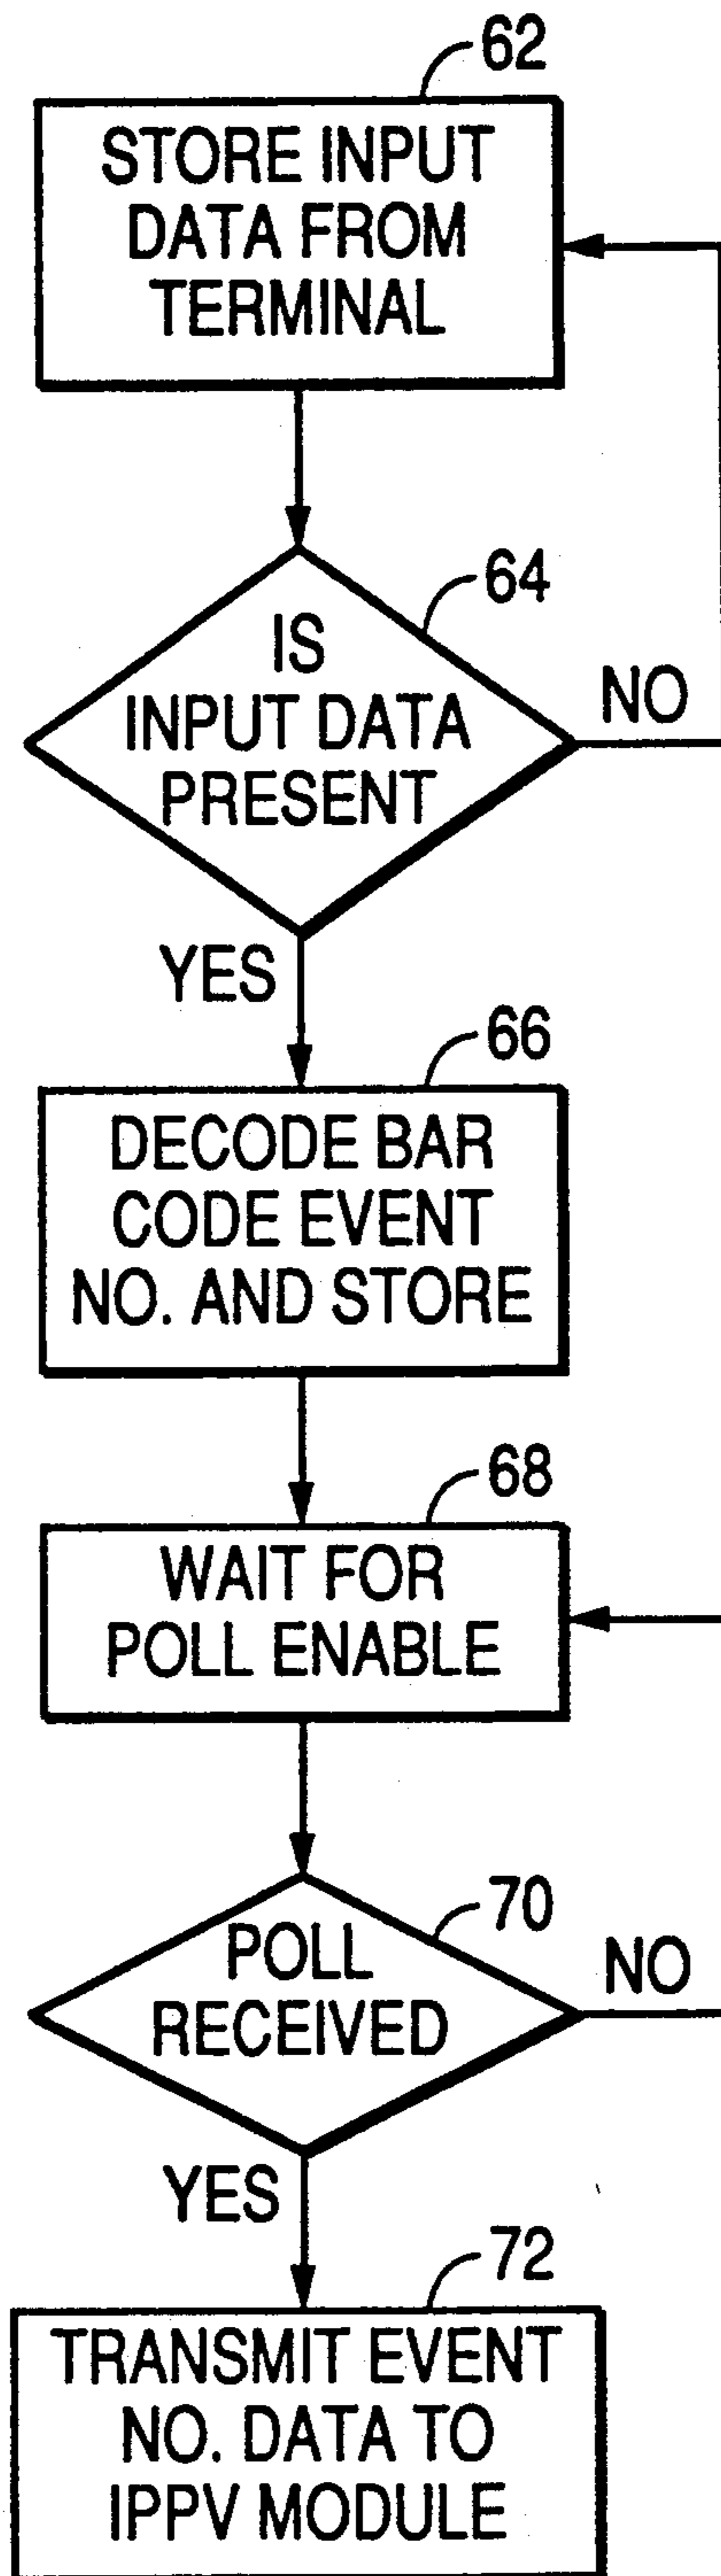 62
STORE INPUT
DATA FROM
TERMINAL
64
IS
INPUT DATA
PRESENT
NO
YES
66
DECODE BAR
CODE EVENT
NO. AND STORE
68
WAIT FOR
POLL ENABLE
70
POLL
RECEIVED
NO
YES
72
TRANSMIT EVENT
NO. DATA TO
IPPV MODULE